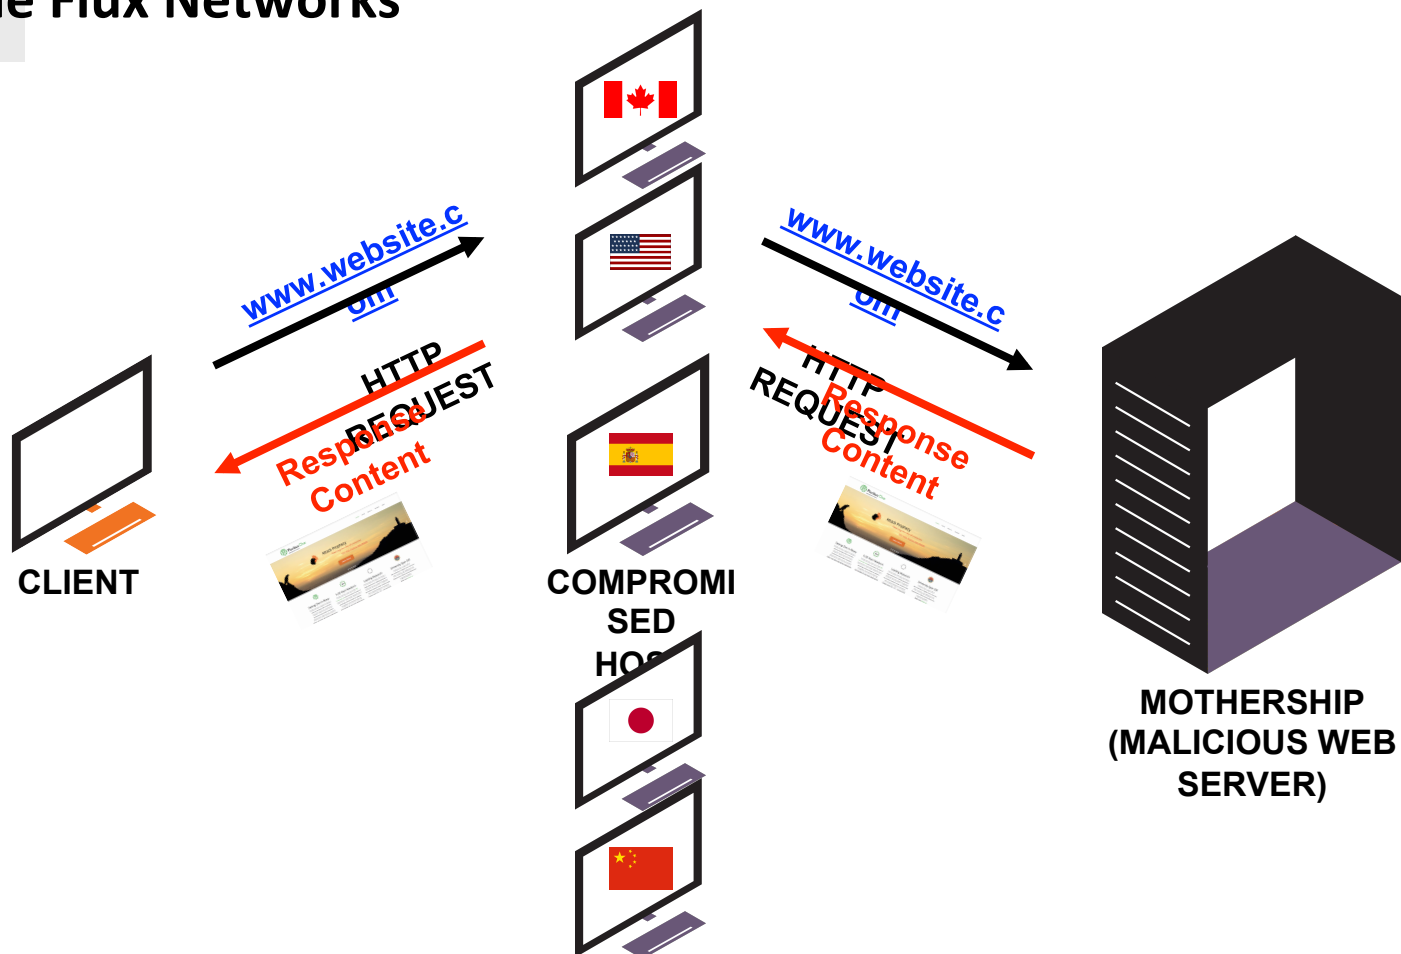 le Flux Networks
www.website.c
om
HTTP
REQUEST
Response
Content
www.website.c
om
HTTP
REQUEST
Response
Content
CLIENT
COMPROMI
SED
MOTHERSHIP
(MALICIOUS WEB
SERVER)